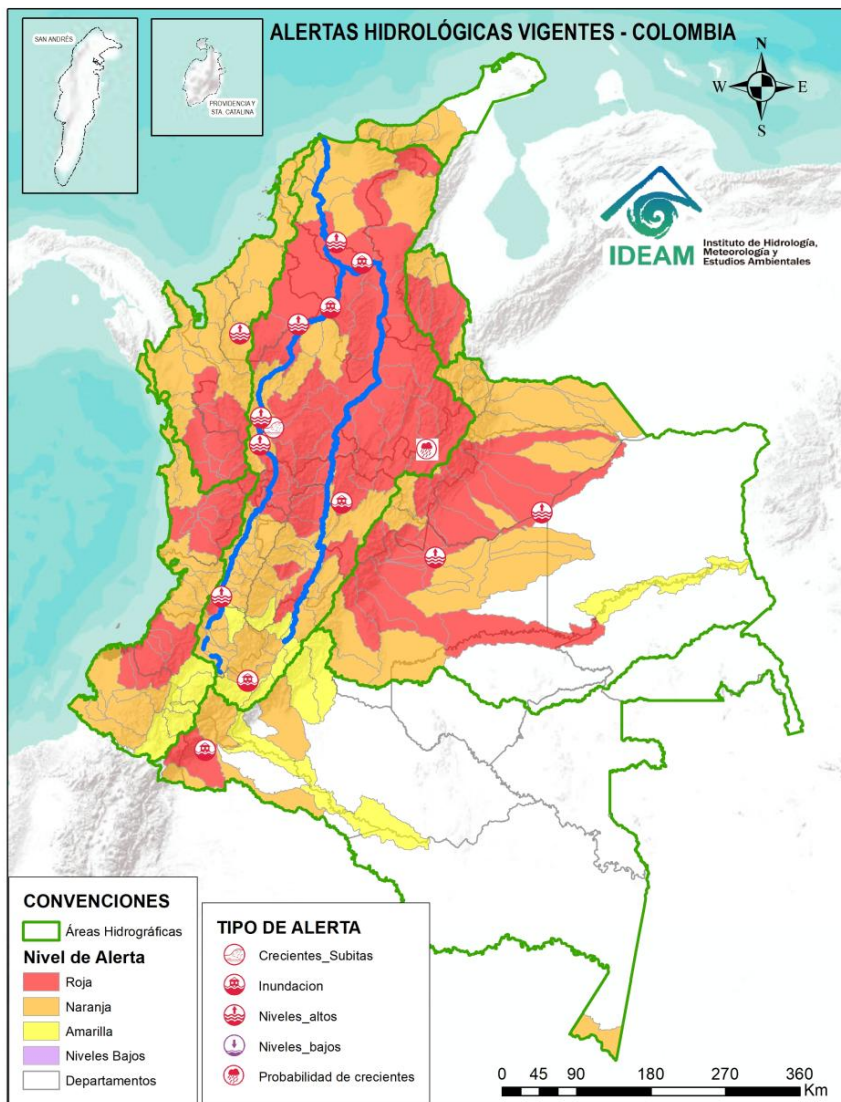 ALERTAS HIDROLÓGICAS VIGENTES - COLOMBIA
SAN ANDRÉS
PROVIDENCIA Y
STA. CATALINA
N
W
E
S
IDEAM
Instituto de Hidrología,
Meteorología y
Estudios Ambientales
CONVENCIONES
Áreas Hidrográficas
Nivel de Alerta
Roja
Naranja
Amarilla
Niveles Bajos
Departamentos
TIPO DE ALERTA
Crecientes_Subitas
Inundacion
Niveles_altos
Niveles_bajos
Probabilidad de crecientes
0 45 90 180 270 360
Km